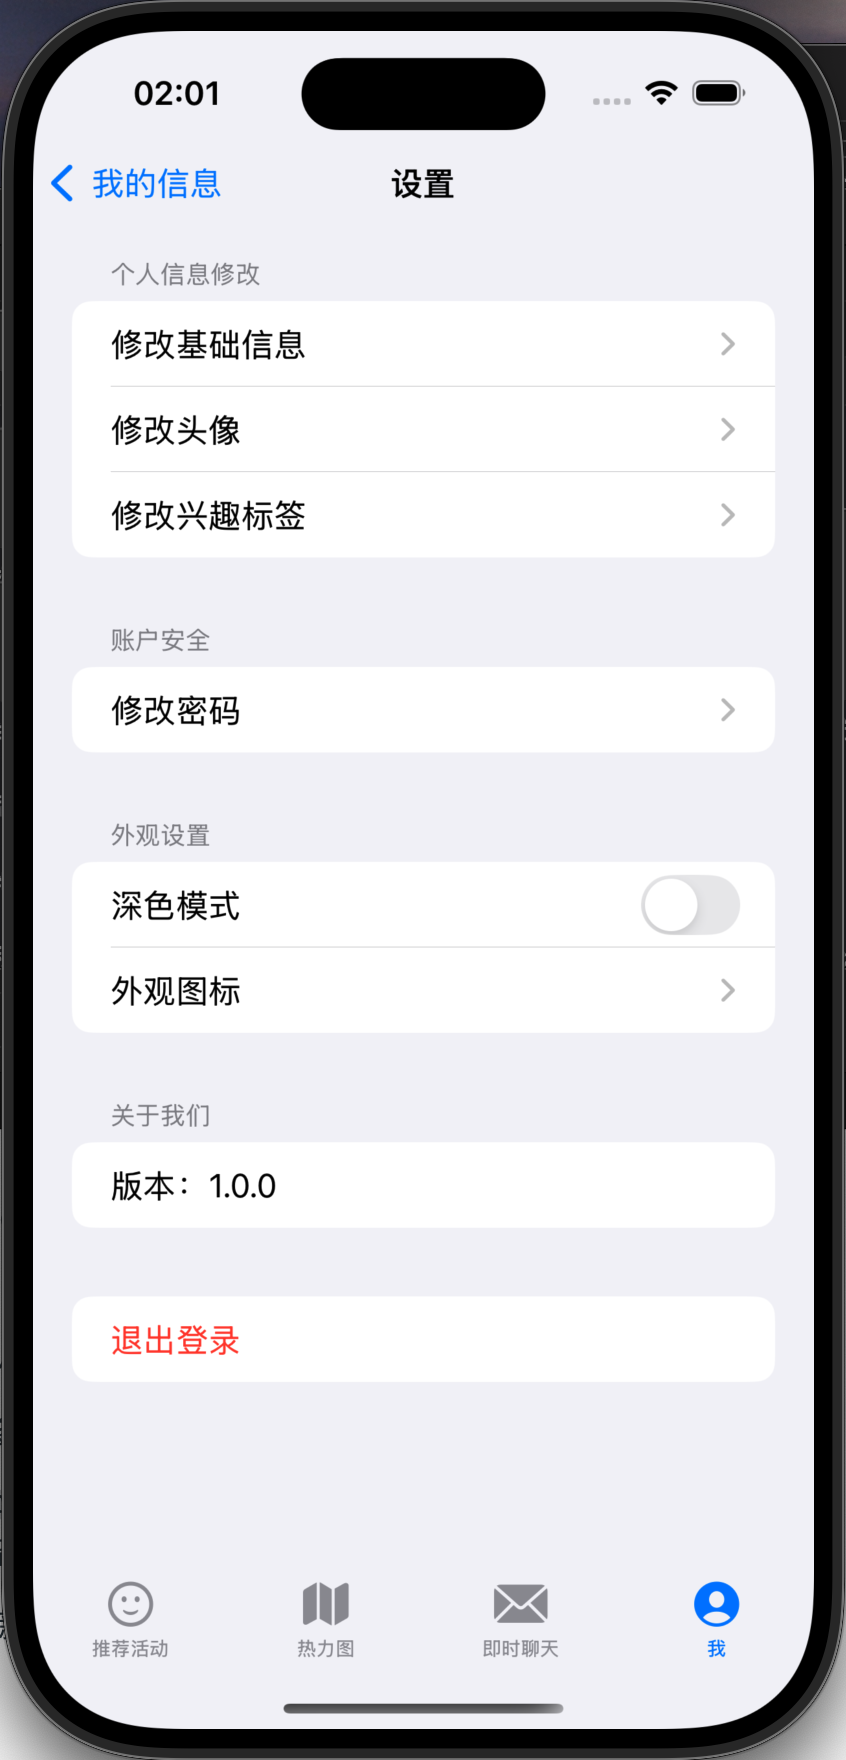 02:01
我的信息
设置
个人信息修改
修改基础信息
修改头像
修改兴趣标签
账户安全
修改密码
外观设置
深色模式
外观图标
关于我们
版本：1.0.0
退出登录
推荐活动
热力图
即时聊天
我